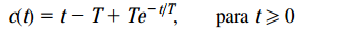 c(t) = t − T + Te^{−t/T}, para t ⩾ 0